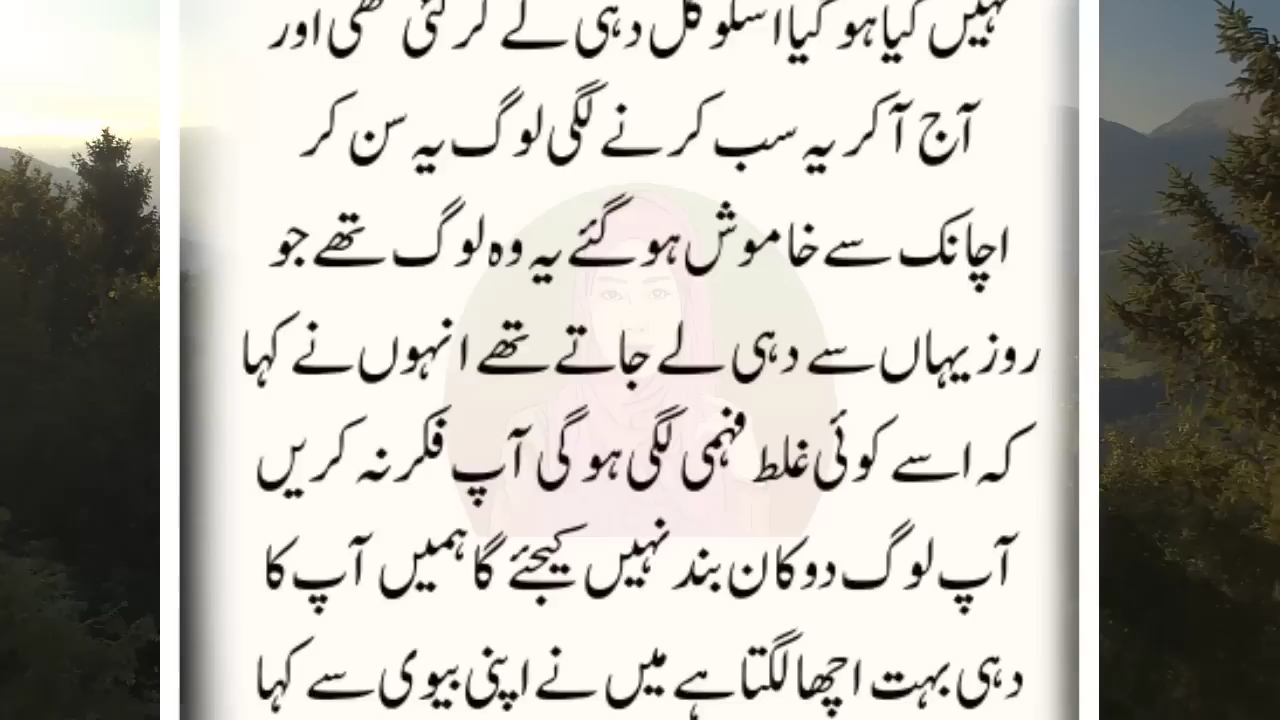 نہیں کیا ہو گیا اسکو کل دہی لے کر گئی تھی اور
آج آ کر یہ سب کرنے لگی لوگ یہ سن کر
اچانک سے خاموش ہو گئے یہ وہ لوگ تھے جو
روز یہاں سے دہی لے جاتے تھے انہوں نے کہا
کہ اسے کوئی غلط فہمی لگی ہو گی آپ فکر نہ کریں
آپ لوگ دوکان بند نہیں کیجئے گا ہمیں آپ کا
دہی بہت اچھا لگتا ہے میں نے اپنی بیوی سے کہا